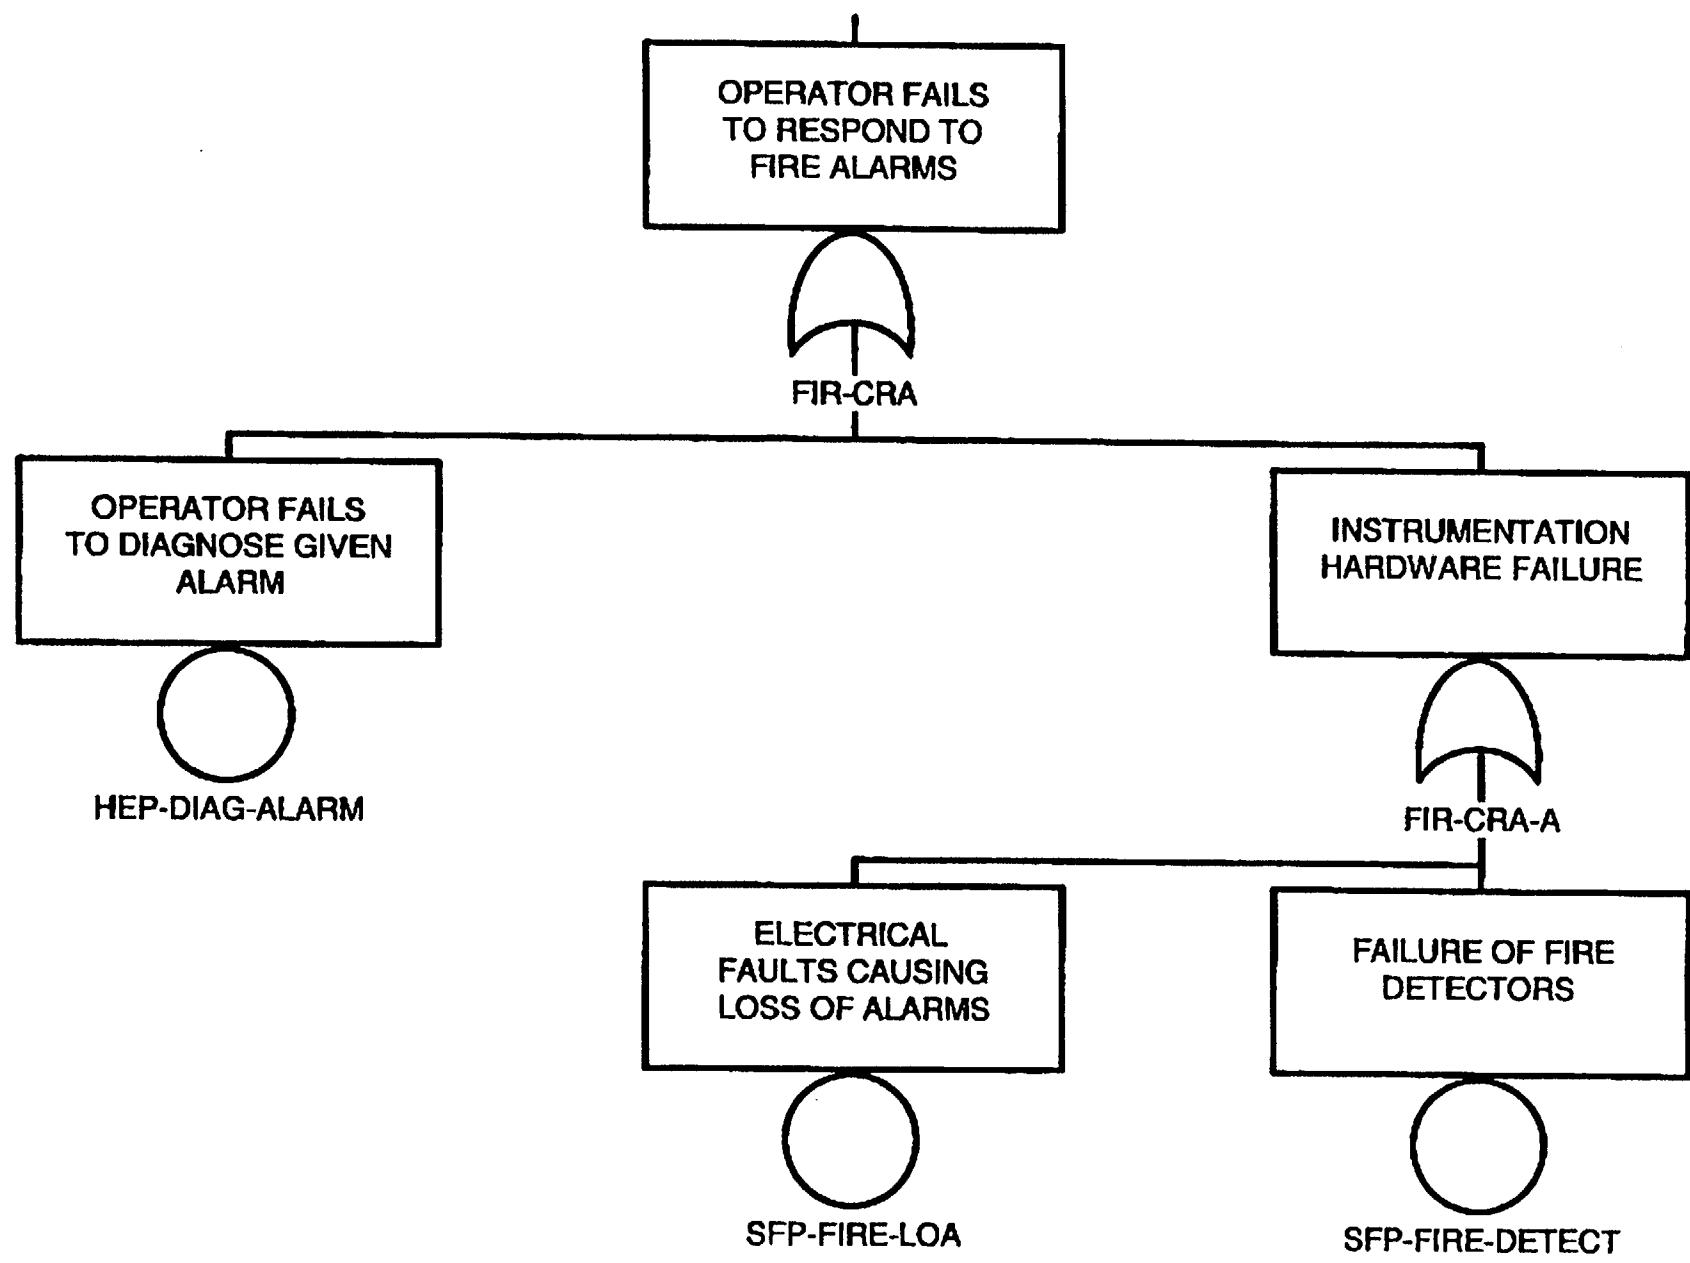 OPERATOR FAILS
TO RESPOND TO
FIRE ALARMS
FIR-CRA
OPERATOR FAILS
TO DIAGNOSE GIVEN
ALARM
HEP-DIAG-ALARM
INSTRUMENTATION
HARDWARE FAILURE
FIR-CRA-A
ELECTRICAL
FAULTS CAUSING
LOSS OF ALARMS
SFP-FIRE-LOA
FAILURE OF FIRE
DETECTORS
SFP-FIRE-DETECT